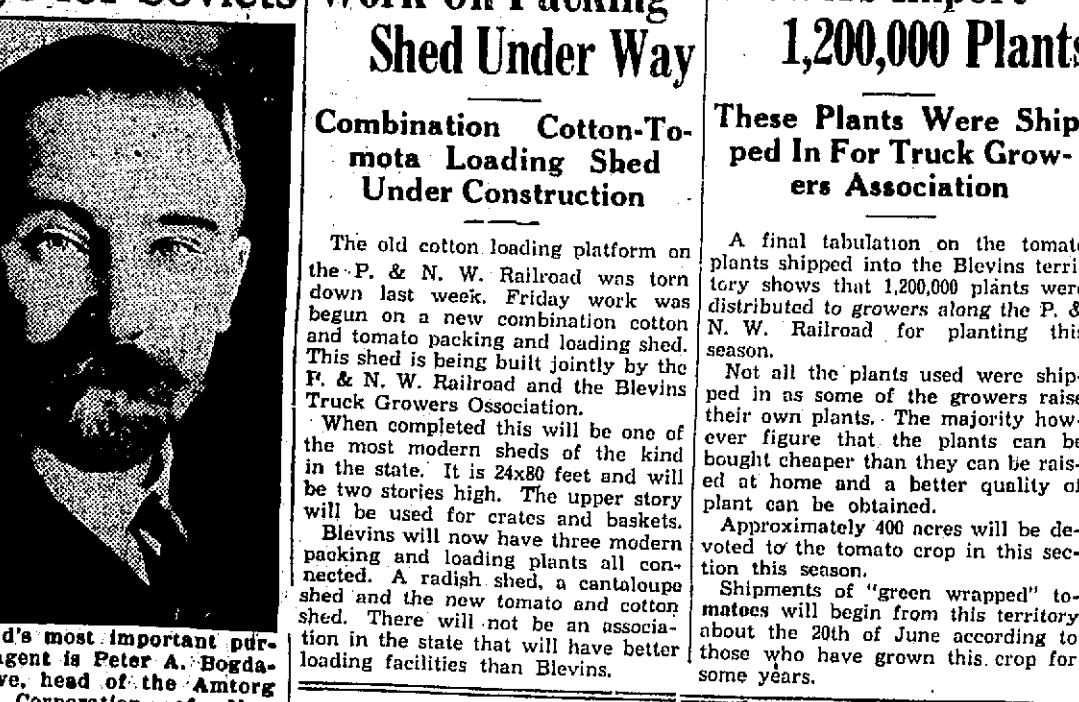 for Soviets
d's most important pur-
agent is Peter A. Bogda-
ve, head of the Amtorg
Corporation
Work on Packing
Shed Under Way
Combination Cotton-To-
mota Loading Shed
Under Construction
The old cotton loading platform on
the P. & N. W. Railroad was torn
down last week. Friday work was
begun on a new combination cotton
and tomato packing and loading shed.
This shed is being built jointly by the
P. & N. W. Railroad and the Blevins
Truck Growers Ossociation.
When completed this will be one of
the most modern sheds of the kind
in the state. It is 24x80 feet and will
be two stories high. The upper story
will be used for crates and baskets.
Blevins will now have three modern
packing and loading plants all con-
nected. A radish shed, a cantaloupe
shed and the new tomato and cotton
shed. There will not be an associa-
tion in the state that will have better
loading facilities than Blevins.
Import
1,200,000 Plants
These Plants Were Ship
ped In For Truck Grow-
ers Association
A final tabulation on the tomato
plants shipped into the Blevins terri-
tory shows that 1,200,000 plants were
distributed to growers along the P. &
N. W. Railroad for planting this
season.
Not all the plants used were ship-
ped in as some of the growers raise
their own plants. The majority how-
ever figure that the plants can be
bought cheaper than they can be rais-
ed at home and a better quality of
plant can be obtained.
Approximately 400 acres will be de-
voted to the tomato crop in this sec-
tion this season.
Shipments of "green wrapped" to-
matoes will begin from this territory
about the 20th of June according to
those who have grown this crop for
some years.